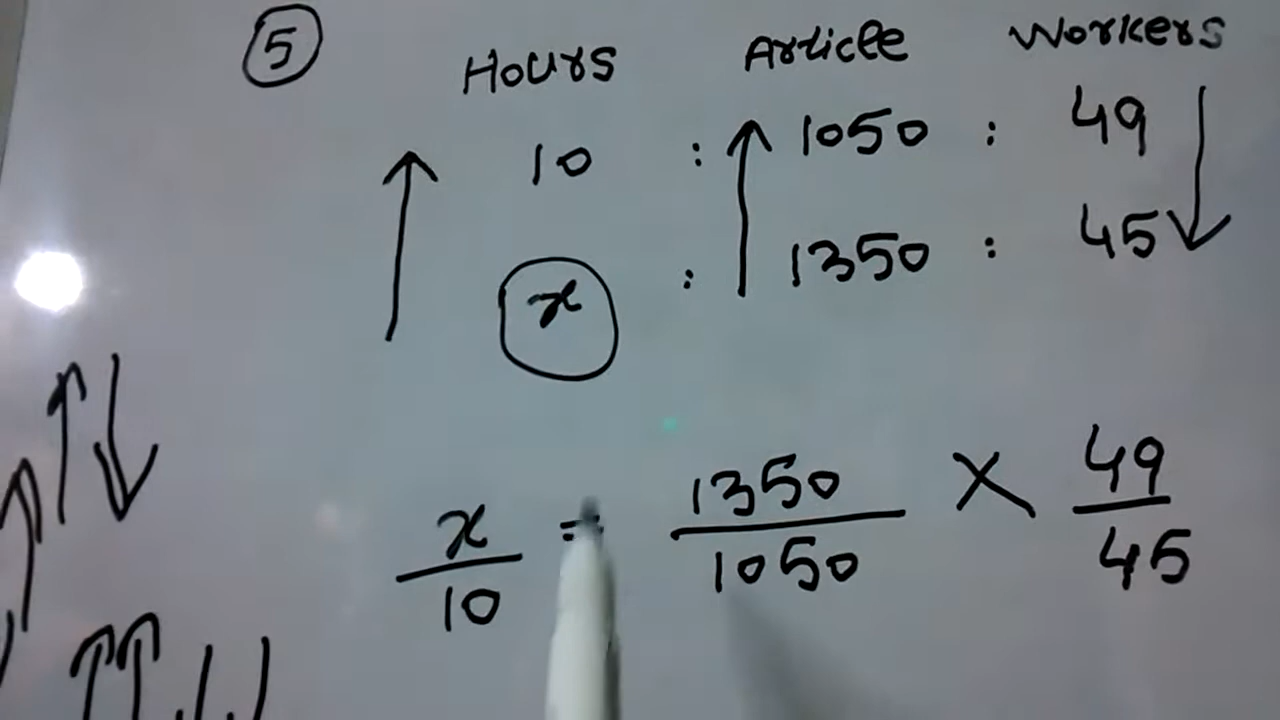 5 Hours Article Workers
10 : 1050 : 49
x : 1350 : 45
x/10 = 1350/1050 × 49/45